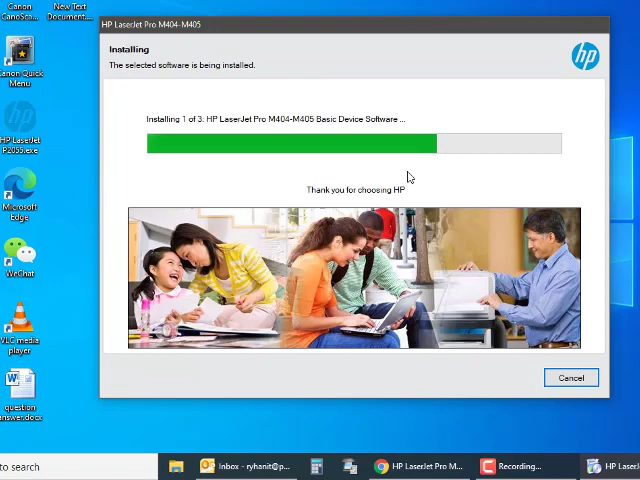 Canon
CanoSca...
New Text
Document....
Canon Quick
Menu
HP LaserJet
P2055.exe
Microsoft
Edge
WeChat
VLC media
player
question
answer.docx
HP LaserJet Pro M404-M405
Installing
The selected software is being installed.
hp
Installing 1 of 3: HP LaserJet Pro M404-M405 Basic Device Software ...
Thank you for choosing HP
Cancel
to search
Inbox - ryhanit@p...
HP LaserJet Pro M...
Recording...
HP LaserJ